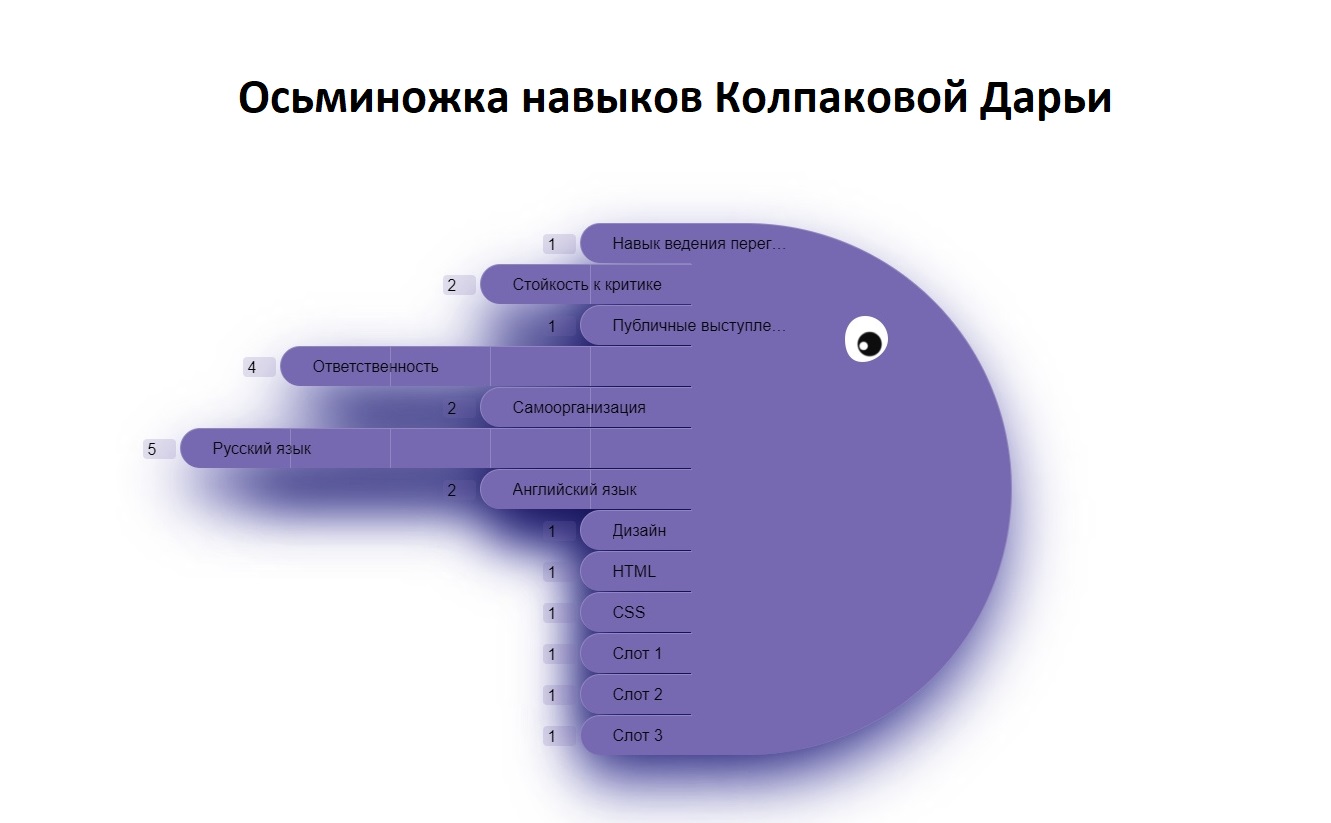 Осьминожка навыков Колпаковой Дарьи
1 Навык ведения перег…
2 Стойкость к критике
1 Публичные выступле…
4 Ответственность
2 Самоорганизация
5 Русский язык
2 Английский язык
1 Дизайн
1 HTML
1 CSS
1 Слот 1
1 Слот 2
1 Слот 3